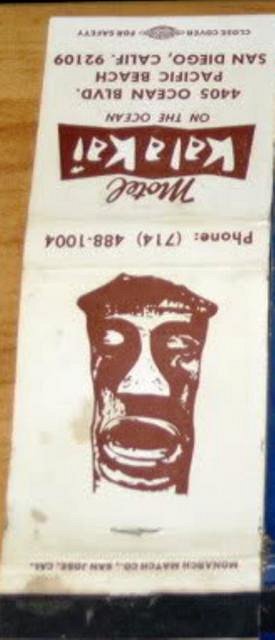 MONARCH MATCH CO., SAN JOSE, CAL.
Phone: (714) 488-1004
Motel
Kalakai
ON THE OCEAN
4405 OCEAN BLVD.
PACIFIC BEACH
SAN DIEGO, CALIF. 92109
CLOSE COVER FOR SAFETY